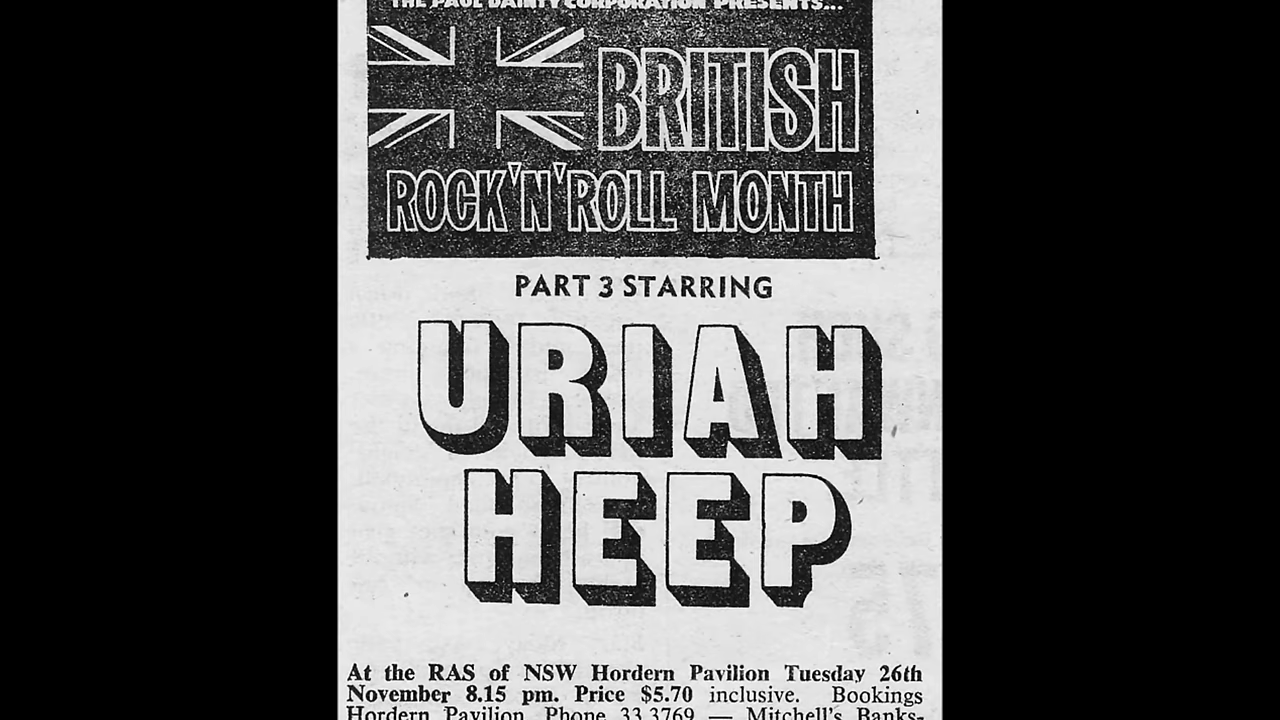 THE PAUL DAINTY CORPORATION PRESENTS...
BRITISH
ROCK'N'ROLL MONTH
PART 3 STARRING
URIAH
HEEP
At the RAS of NSW Hordern Pavilion Tuesday 26th
November 8.15 pm. Price $5.70 inclusive. Bookings
Hordern Pavilion, Phone 33.3769 — Mitchell's Banks-